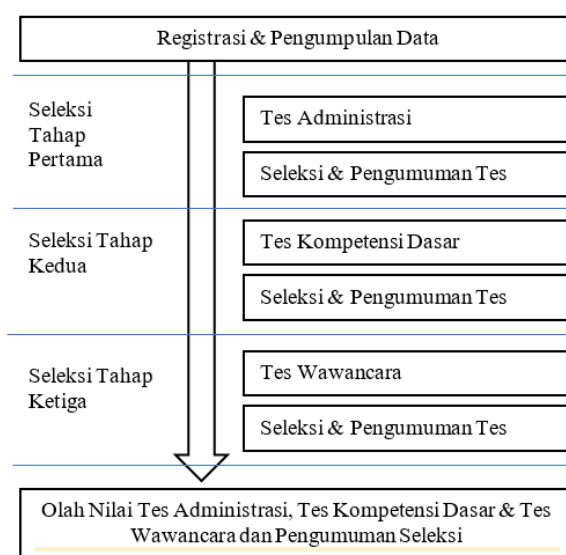 Registrasi & Pengumpulan Data
Seleksi
Tahap
Pertama
Tes Administrasi
Seleksi & Pengumuman Tes
Seleksi Tahap
Kedua
Tes Kompetensi Dasar
Seleksi & Pengumuman Tes
Seleksi Tahap
Ketiga
Tes Wawancara
Seleksi & Pengumuman Tes
Olah Nilai Tes Administrasi, Tes Kompetensi Dasar & Tes
Wawancara dan Pengumuman Seleksi